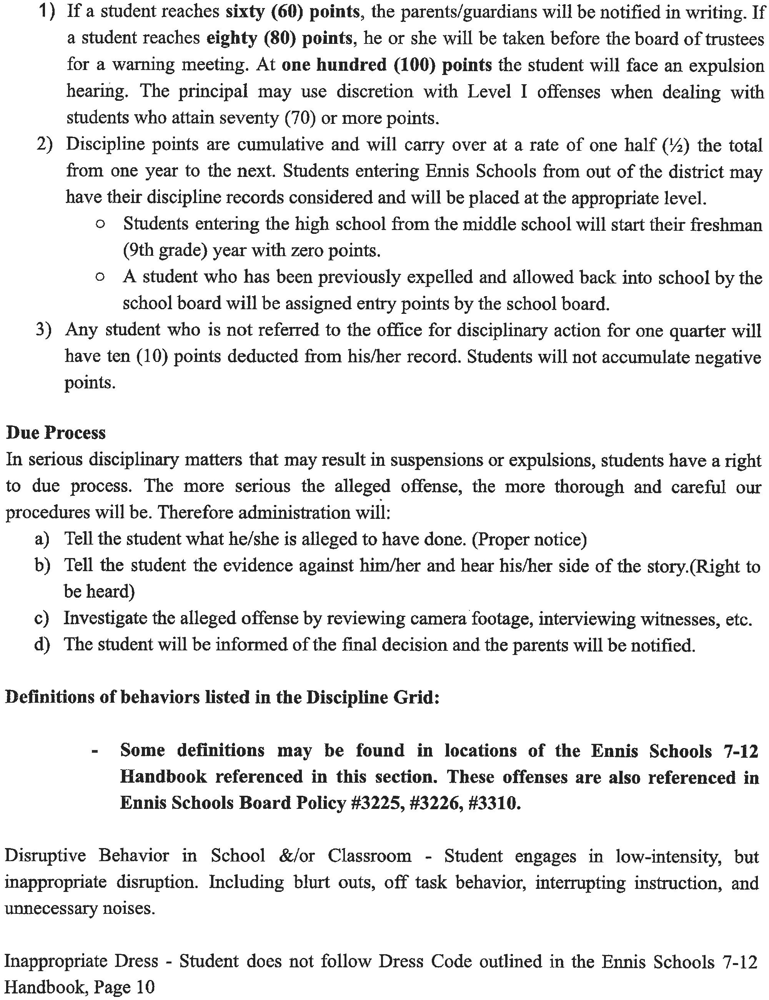 1) If a student reaches sixty (60) points, the parents/guardians will be notified in writing. If
a student reaches eighty (80) points, he or she will be taken before the board of trustees
for a warning meeting. At one hundred (100) points the student will face an expulsion
hearing. The principal may use discretion with Level I offenses when dealing with
students who attain seventy (70) or more points.
2) Discipline points are cumulative and will carry over at a rate of one half (½) the total
from one year to the next. Students entering Ennis Schools from out of the district may
have their discipline records considered and will be placed at the appropriate level.
o Students entering the high school from the middle school will start their freshman
(9th grade) year with zero points.
o A student who has been previously expelled and allowed back into school by the
school board will be assigned entry points by the school board.
3) Any student who is not referred to the office for disciplinary action for one quarter will
have ten (10) points deducted from his/her record. Students will not accumulate negative
points.
Due Process
In serious disciplinary matters that may result in suspensions or expulsions, students have a right
to due process. The more serious the alleged offense, the more thorough and careful our
procedures will be. Therefore administration will:
a) Tell the student what he/she is alleged to have done. (Proper notice)
b) Tell the student the evidence against him/her and hear his/her side of the story.(Right to
be heard)
c) Investigate the alleged offense by reviewing camera footage, interviewing witnesses, etc.
d) The student will be informed of the final decision and the parents will be notified.
Definitions of behaviors listed in the Discipline Grid:
- Some definitions may be found in locations of the Ennis Schools 7-12
Handbook referenced in this section. These offenses are also referenced in
Ennis Schools Board Policy #3225, #3226, #3310.
Disruptive Behavior in School &/or Classroom - Student engages in low-intensity, but
inappropriate disruption. Including blurt outs, off task behavior, interrupting instruction, and
unnecessary noises.
Inappropriate Dress - Student does not follow Dress Code outlined in the Ennis Schools 7-12
Handbook, Page 10